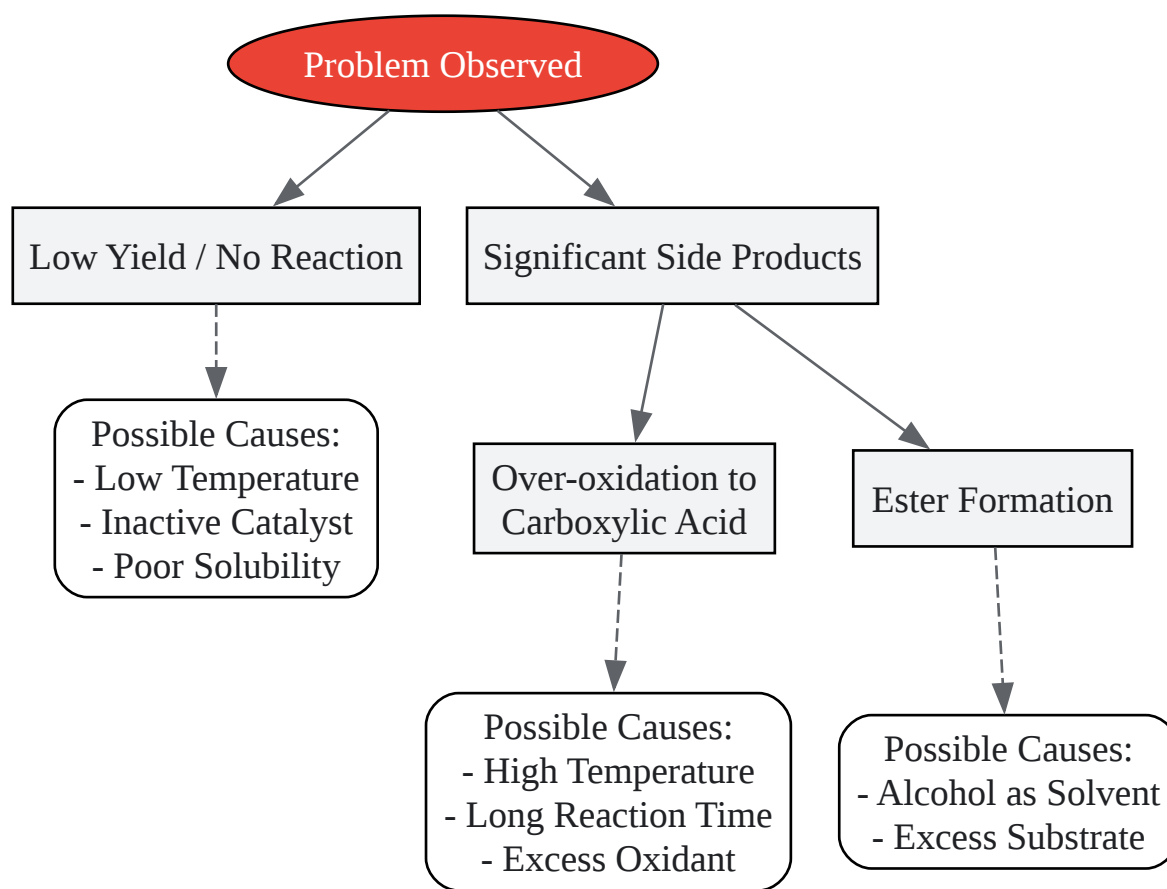 Problem Observed
Low Yield / No Reaction
Significant Side Products
Possible Causes:
- Low Temperature
- Inactive Catalyst
- Poor Solubility
Over-oxidation to
Carboxylic Acid
Ester Formation
Possible Causes:
- High Temperature
- Long Reaction Time
- Excess Oxidant
Possible Causes:
- Alcohol as Solvent
- Excess Substrate